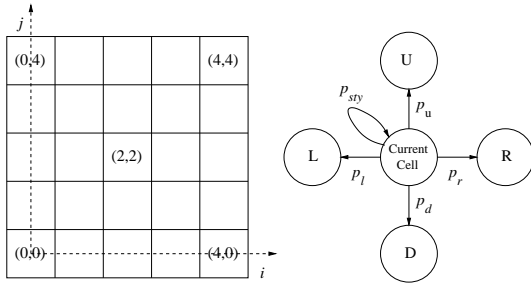 j
(0,4) (4,4)
(2,2)
(0,0) (4,0)
i
U
p_sty
p_u
L
Current
Cell
R
p_l
p_r
p_d
D